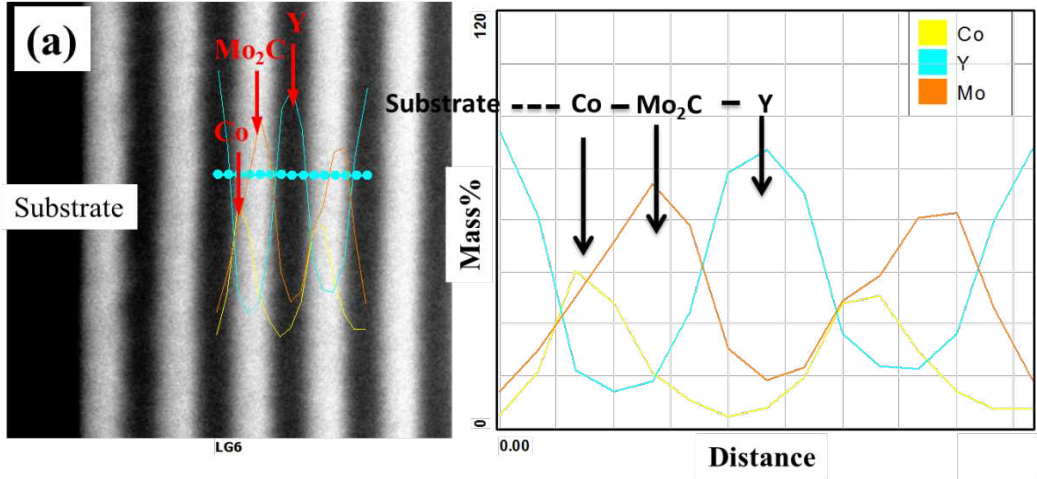 (a)
Y
Mo₂C
Co
Substrate
LG6
120
Co
Y
Mo
Substrate --- Co – Mo₂C – Y
Mass%
0
0.00
Distance